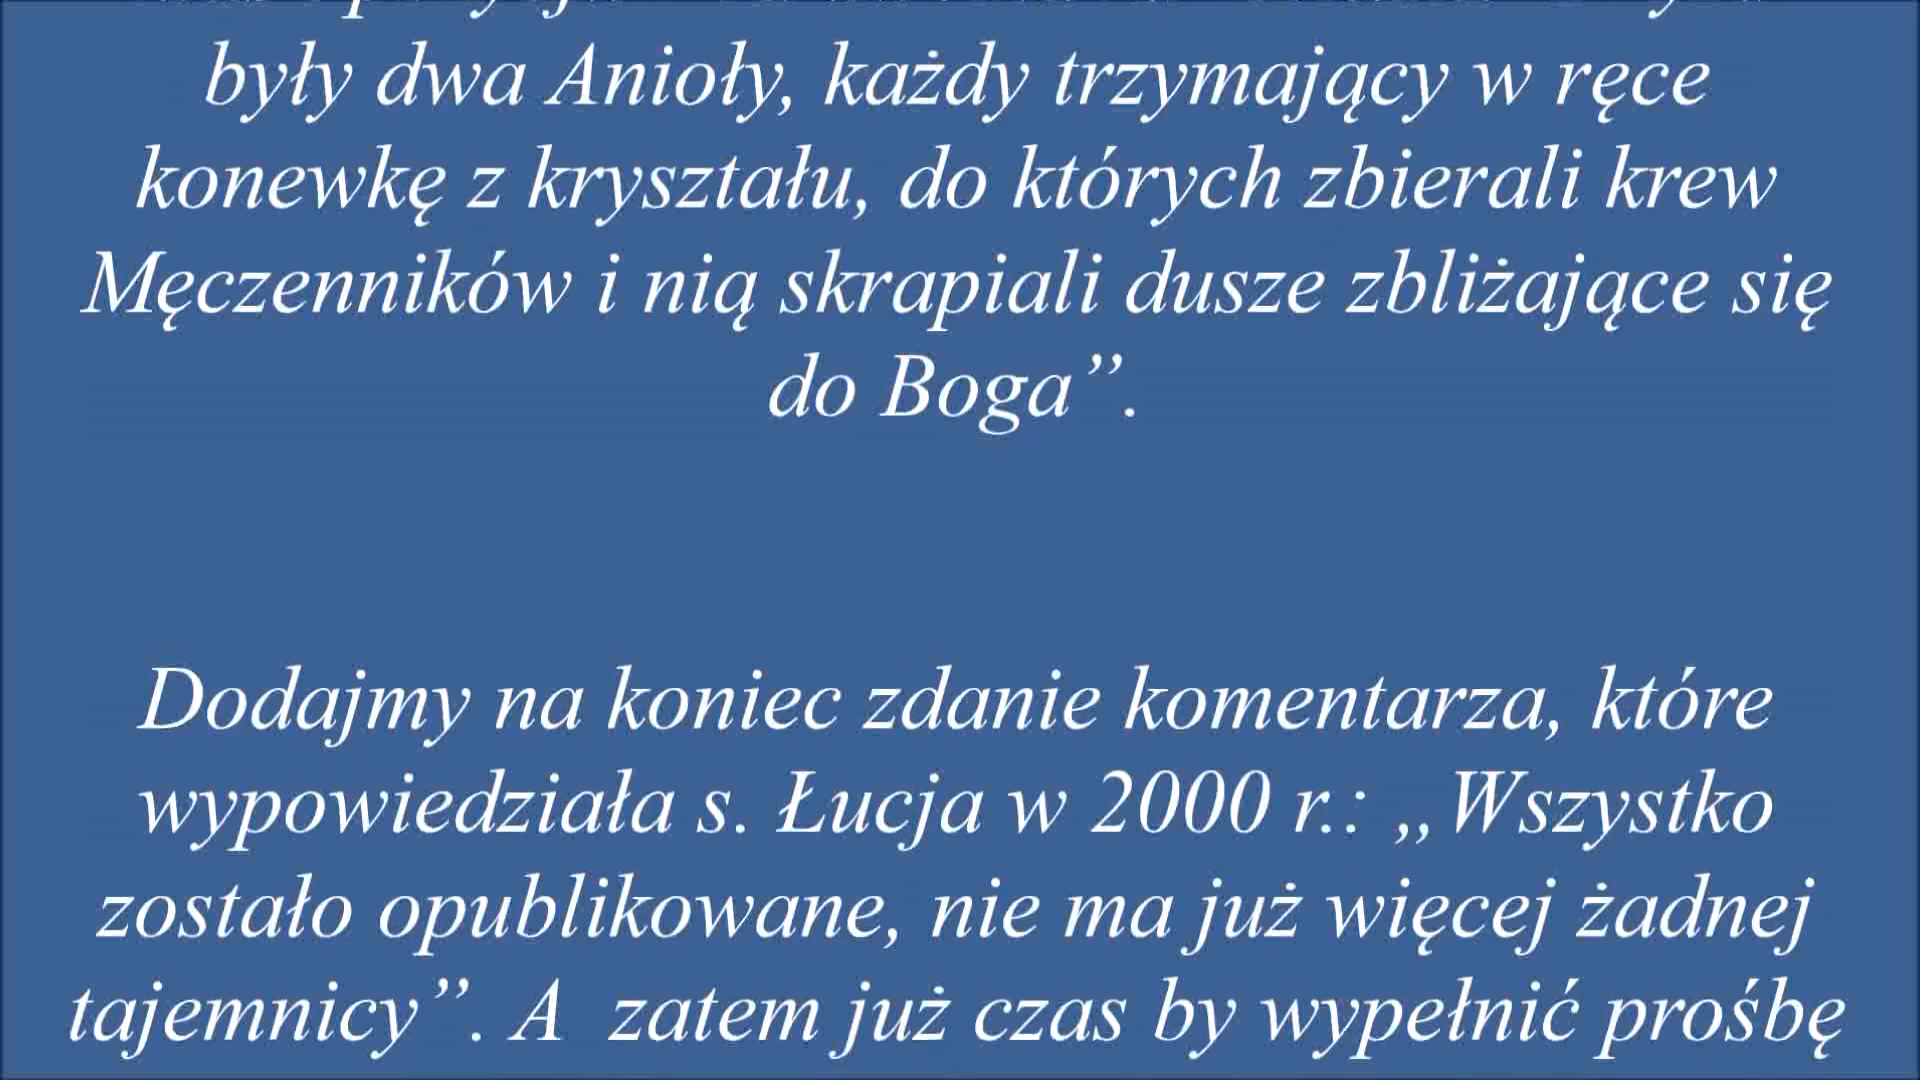 były dwa Anioły, każdy trzymający w ręce
konewkę z kryształu, do których zbierali krew
Męczenników i nią skrapiali dusze zbliżające się
do Boga”.
Dodajmy na koniec zdanie komentarza, które
wypowiedziała s. Łucja w 2000 r.: ,,Wszystko
zostało opublikowane, nie ma już więcej żadnej
tajemnicy”. A  zatem już czas by wypełnić prośbę